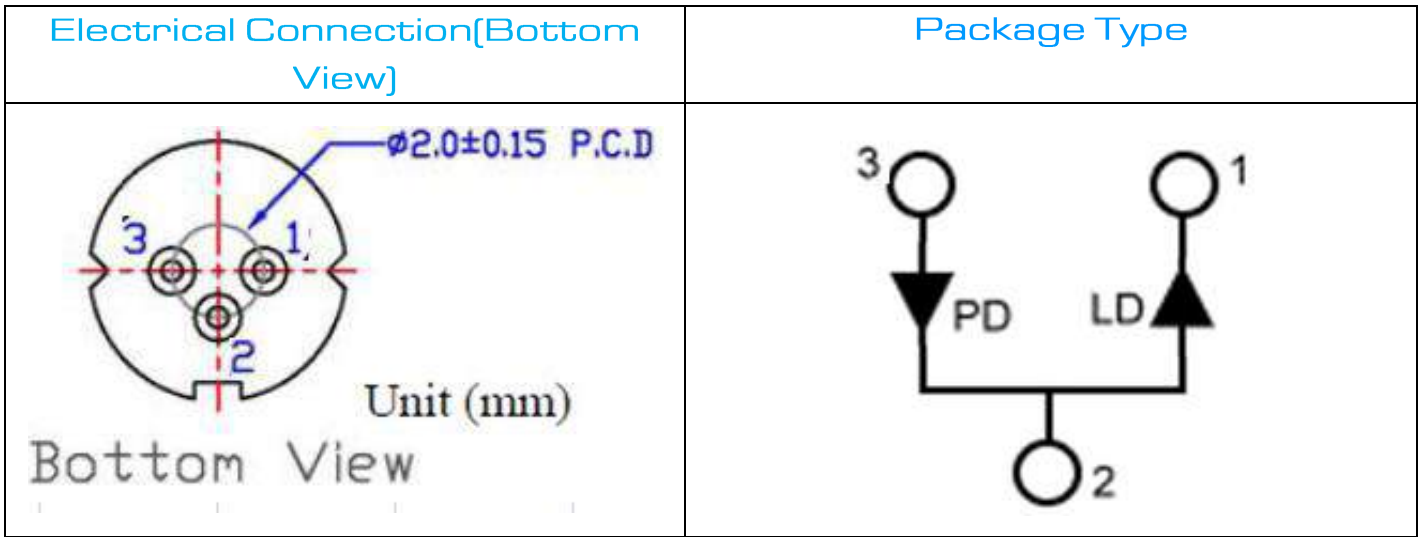 Electrical Connection(Bottom
View)
Package Type
ø2.0±0.15 P.C.D
3
1
2
Unit (mm)
Bottom View
3
1
PD
LD
2